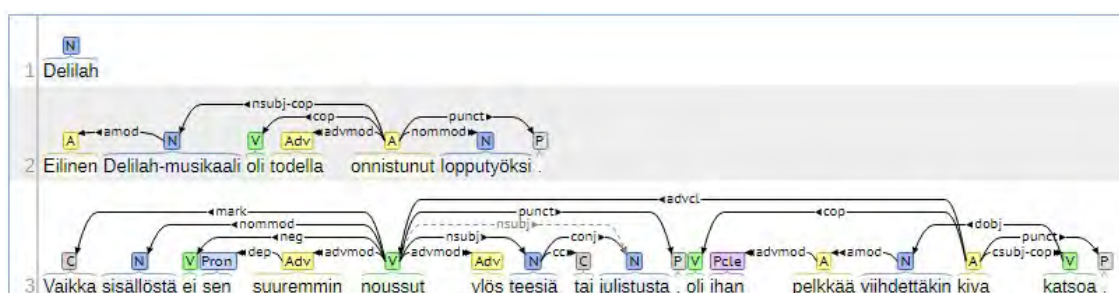 N
1 Delilah
nsubj-cop
cop punct
amod advmod nommod
A N V Adv A N P
2 Eilinen Delilah-musikaali oli todella onnistunut lopputyöksi .
advcl
mark punct cop
nommod nsubj dobj
neg nsubj conj punct
dep advmod advmod cc advmod amod csubj-cop
C N V Pron Adv V Adv N C N P V Pcle A N A V P
3 Vaikka sisällöstä ei sen suuremmin noussut ylös teesiä tai julistusta , oli ihan pelkkää viihdettäkin kiva katsoa .